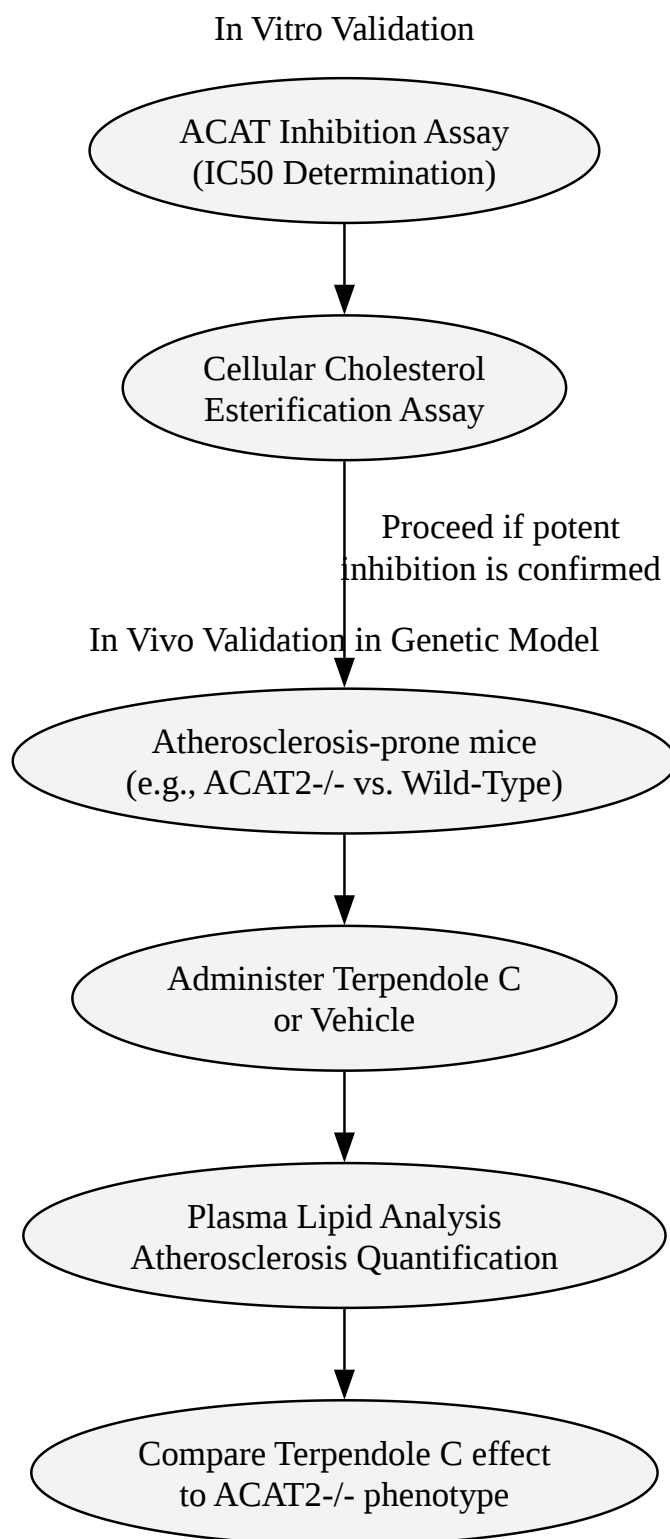 In Vitro Validation
ACAT Inhibition Assay
(IC50 Determination)
Cellular Cholesterol
Esterification Assay
Proceed if potent
inhibition is confirmed
In Vivo Validation in Genetic Model
Atherosclerosis-prone mice
(e.g., ACAT2-/- vs. Wild-Type)
Administer Terpendole C
or Vehicle
Plasma Lipid Analysis
Atherosclerosis Quantification
Compare Terpendole C effect
to ACAT2-/- phenotype